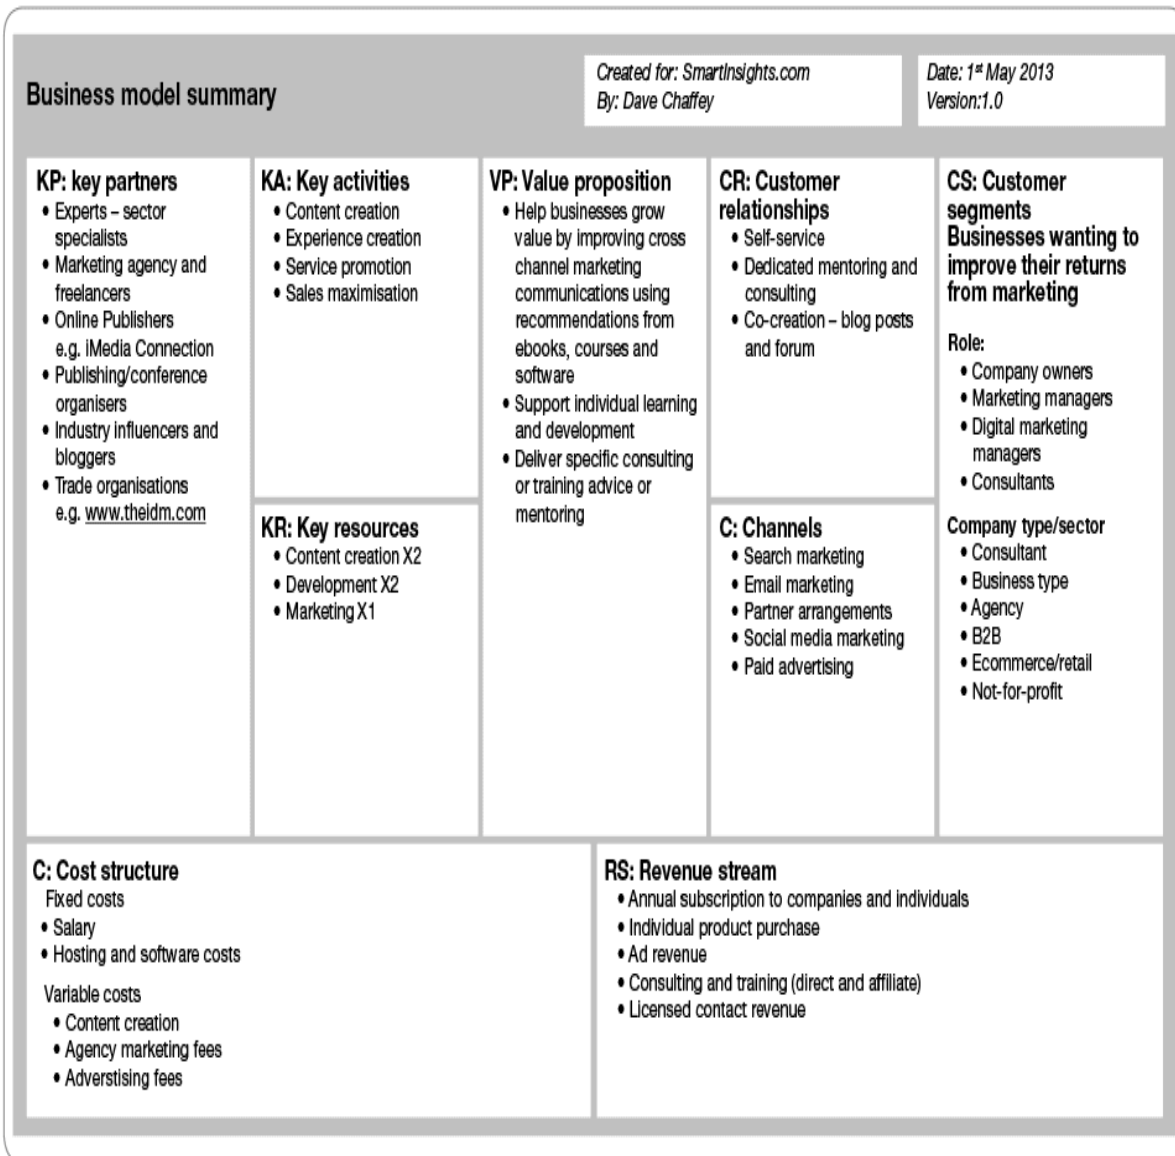 Business model summary
Created for: SmartInsights.com
By: Dave Chaffey
Date: 1st May 2013
Version:1.0
KP: key partners
• Experts – sector
specialists
• Marketing agency and
freelancers
• Online Publishers
e.g. iMedia Connection
• Publishing/conference
organisers
• Industry influencers and
bloggers
• Trade organisations
e.g. www.theidm.com
KA: Key activities
• Content creation
• Experience creation
• Service promotion
• Sales maximisation
KR: Key resources
• Content creation X2
• Development X2
• Marketing X1
VP: Value proposition
• Help businesses grow
value by improving cross
channel marketing
communications using
recommendations from
ebooks, courses and
software
• Support individual learning
and development
• Deliver specific consulting
or training advice or
mentoring
CR: Customer
relationships
• Self-service
• Dedicated mentoring and
consulting
• Co-creation – blog posts
and forum
C: Channels
• Search marketing
• Email marketing
• Partner arrangements
• Social media marketing
• Paid advertising
CS: Customer
segments
Businesses wanting to
improve their returns
from marketing
Role:
• Company owners
• Marketing managers
• Digital marketing
managers
• Consultants
Company type/sector
• Consultant
• Business type
• Agency
• B2B
• Ecommerce/retail
• Not-for-profit
C: Cost structure
Fixed costs
• Salary
• Hosting and software costs
Variable costs
• Content creation
• Agency marketing fees
• Adverstising fees
RS: Revenue stream
• Annual subscription to companies and individuals
• Individual product purchase
• Ad revenue
• Consulting and training (direct and affiliate)
• Licensed contact revenue